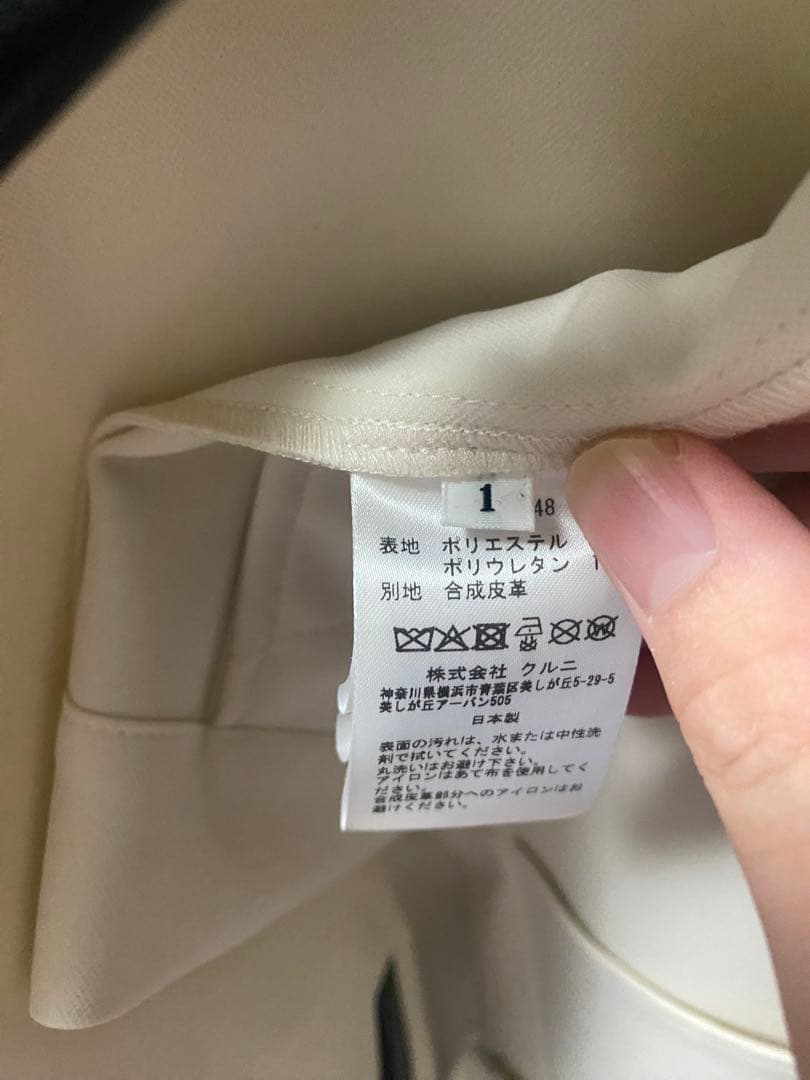 1
48
表地 ポリエステル
ポリウレタン 1
別地 合成皮革
株式会社 クルニ
神奈川県横浜市青葉区美しが丘5-29-5
美しが丘アーバン505
日本製
表面の汚れは、水または中性洗
剤で拭いてください。
丸洗いはお避け下さい。
アイロンはあて布を使用してく
ださい。
合成皮革部分へのアイロンはお
避けください。